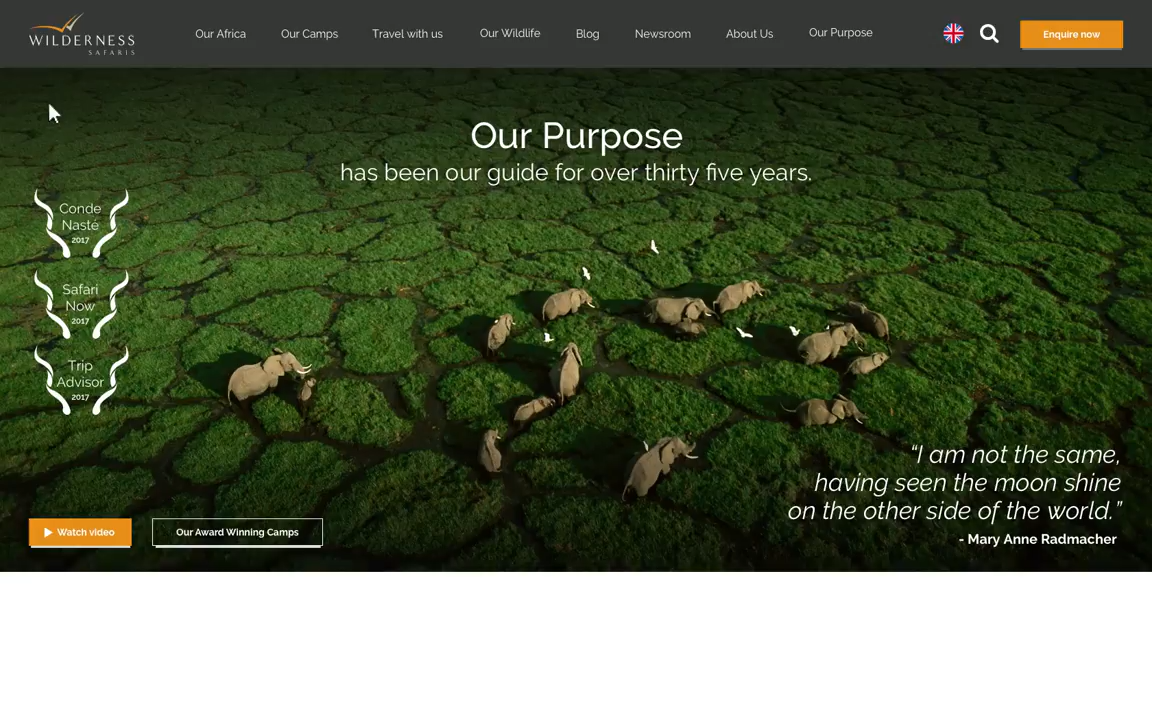 WILDERNESS
SAFARIS
Our Africa
Our Camps
Travel with us
Our Wildlife
Blog
Newsroom
About Us
Our Purpose
Enquire now
Our Purpose
has been our guide for over thirty five years.
Conde
Nasté
2017
Safari
Now
2017
Trip
Advisor
2017
“I am not the same,
having seen the moon shine
on the other side of the world.”
- Mary Anne Radmacher
Watch video
Our Award Winning Camps